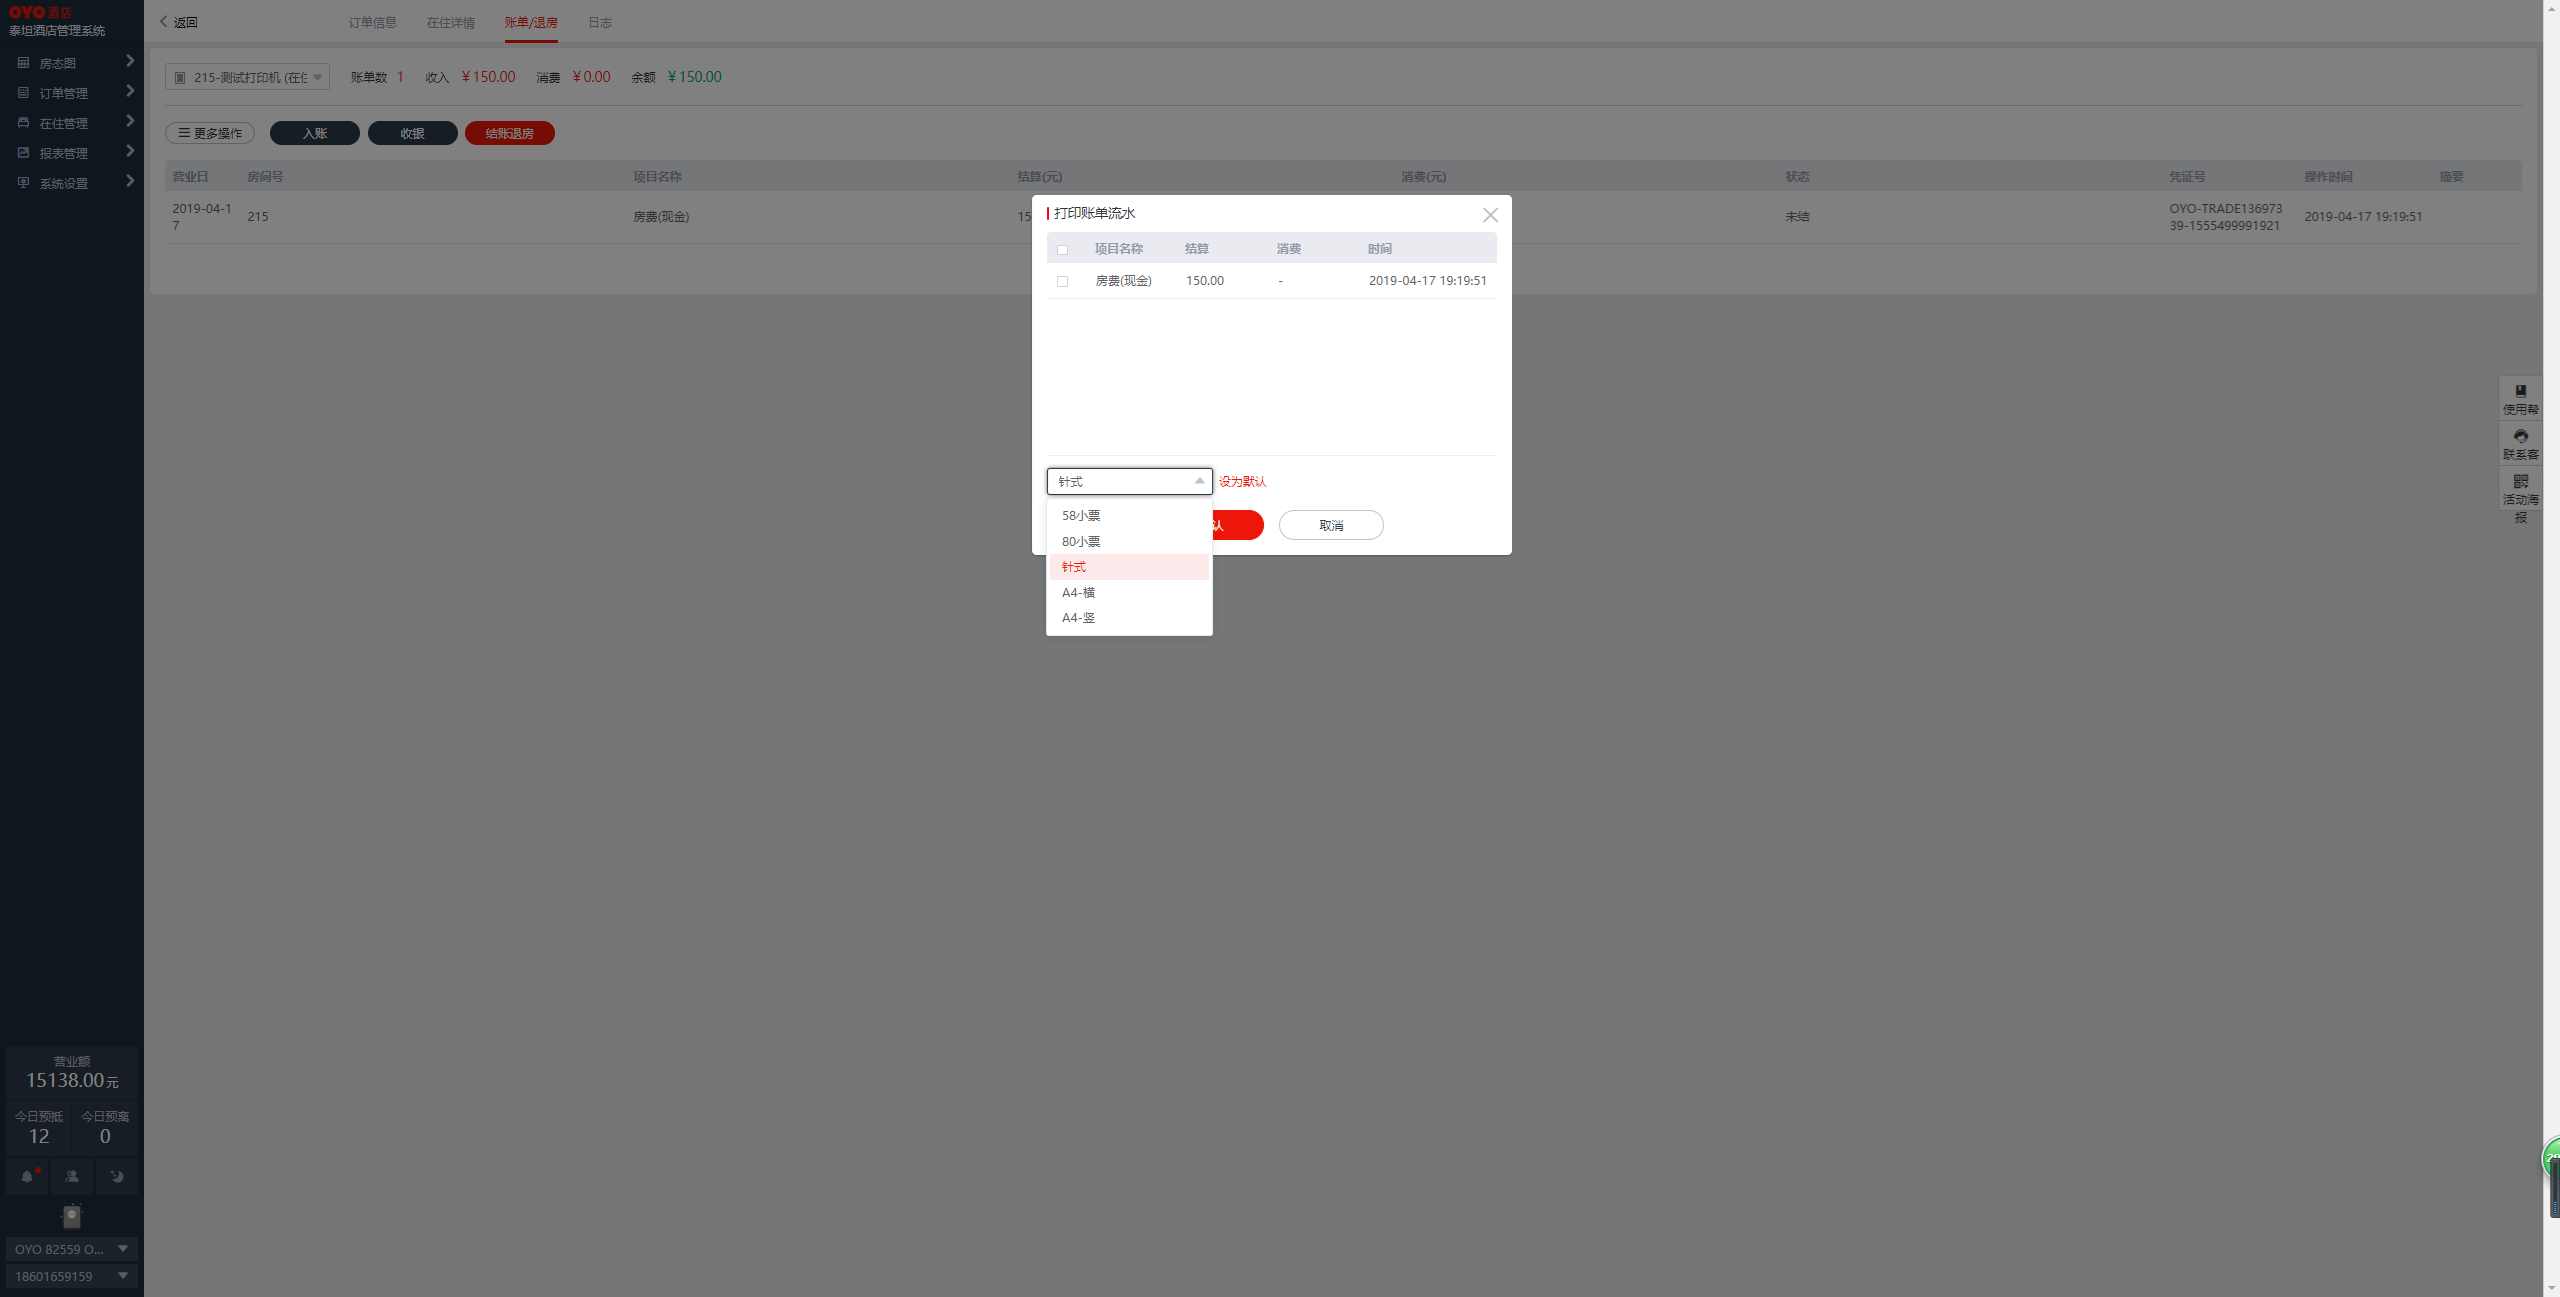 OYO 酒店
泰坦酒店管理系统
房态图
订单管理
在住管理
报表管理
系统设置
返回
订单信息
在住详情
账单/退房
日志
215-测试打印机 (在住
账单数 1 收入 ¥150.00 消费 ¥0.00 余额 ¥150.00
更多操作
入账
收银
结账退房
营业日 房间号 项目名称 结算(元) 消费(元) 状态 凭证号 操作时间 摘要
2019-04-1
7
215 房费(现金) 15 未结
OYO-TRADE136973
39-1555499991921
2019-04-17 19:19:51
打印账单流水
项目名称 结算 消费 时间
房费(现金) 150.00 - 2019-04-17 19:19:51
针式
设为默认
58小票
80小票
针式
A4-横
A4-竖
认
取消
使用帮
联系客
活动海
报
营业额
15138.00元
今日预抵 今日预离
12 0
OYO 82559 O...
18601659159